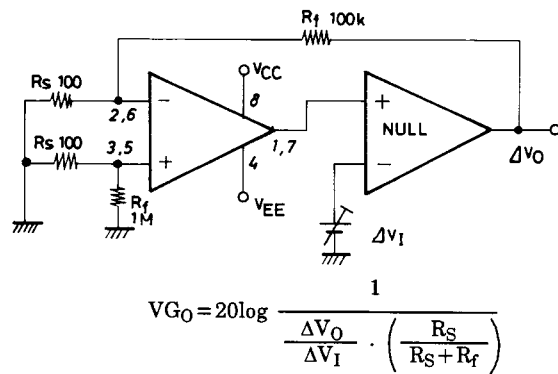 Rf 100k
VCC
Rs 100
8
−
+
2,6
NULL
Rs 100
3,5
1,7
+
4
−
ΔVO
Rf
1M
VEE
ΔVI
VGO = 20log 1 / ( ΔVO / ΔVI · ( RS / RS + Rf ) )